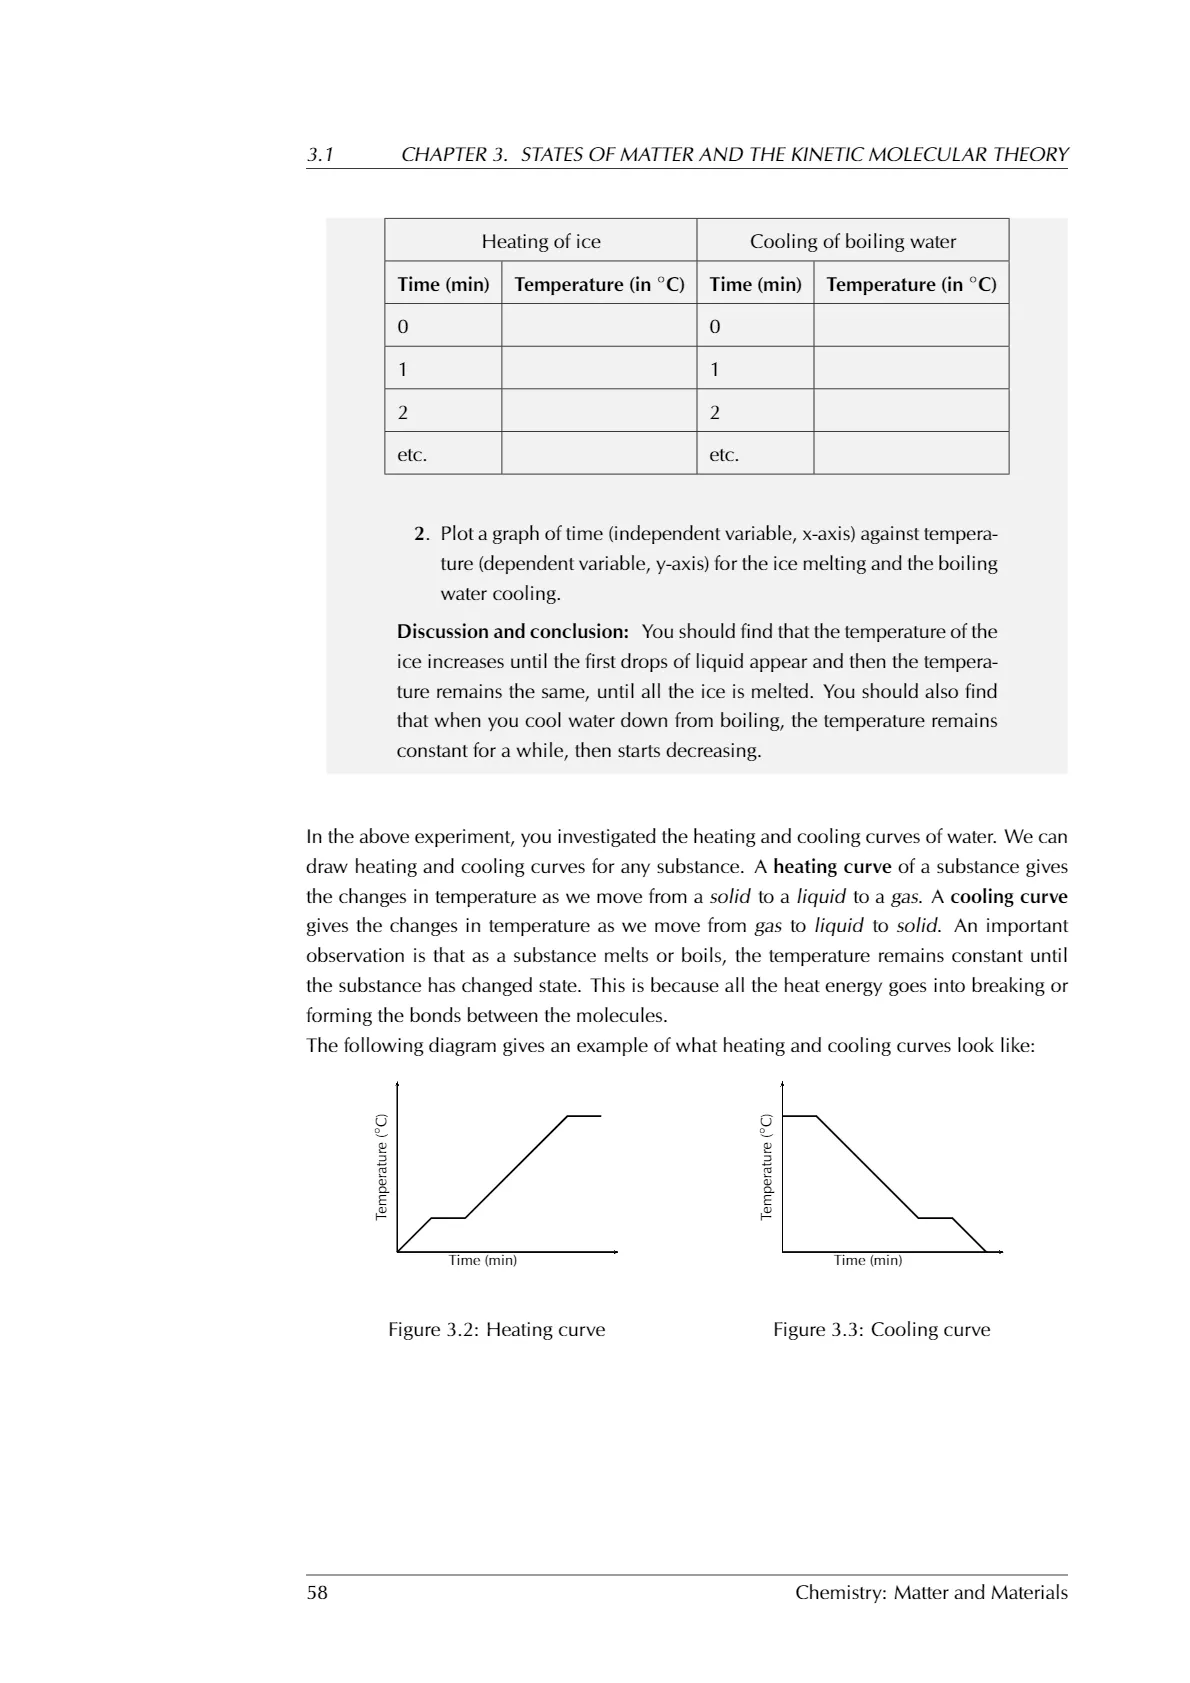 3.1 CHAPTER 3. STATES OF MATTER AND THE KINETIC MOLECULAR THEORY
Heating of ice Cooling of boiling water
Time (min) Temperature (in °C) Time (min) Temperature (in °C)
0 0
1 1
2 2
etc. etc.
2. Plot a graph of time (independent variable, x-axis) against tempera-
ture (dependent variable, y-axis) for the ice melting and the boiling
water cooling.
Discussion and conclusion: You should find that the temperature of the
ice increases until the first drops of liquid appear and then the tempera-
ture remains the same, until all the ice is melted. You should also find
that when you cool water down from boiling, the temperature remains
constant for a while, then starts decreasing.
In the above experiment, you investigated the heating and cooling curves of water. We can
draw heating and cooling curves for any substance. A heating curve of a substance gives
the changes in temperature as we move from a solid to a liquid to a gas. A cooling curve
gives the changes in temperature as we move from gas to liquid to solid. An important
observation is that as a substance melts or boils, the temperature remains constant until
the substance has changed state. This is because all the heat energy goes into breaking or
forming the bonds between the molecules.
The following diagram gives an example of what heating and cooling curves look like:
Temperature (°C)
Time (min)
Temperature (°C)
Time (min)
Figure 3.2: Heating curve
Figure 3.3: Cooling curve
58 Chemistry: Matter and Materials